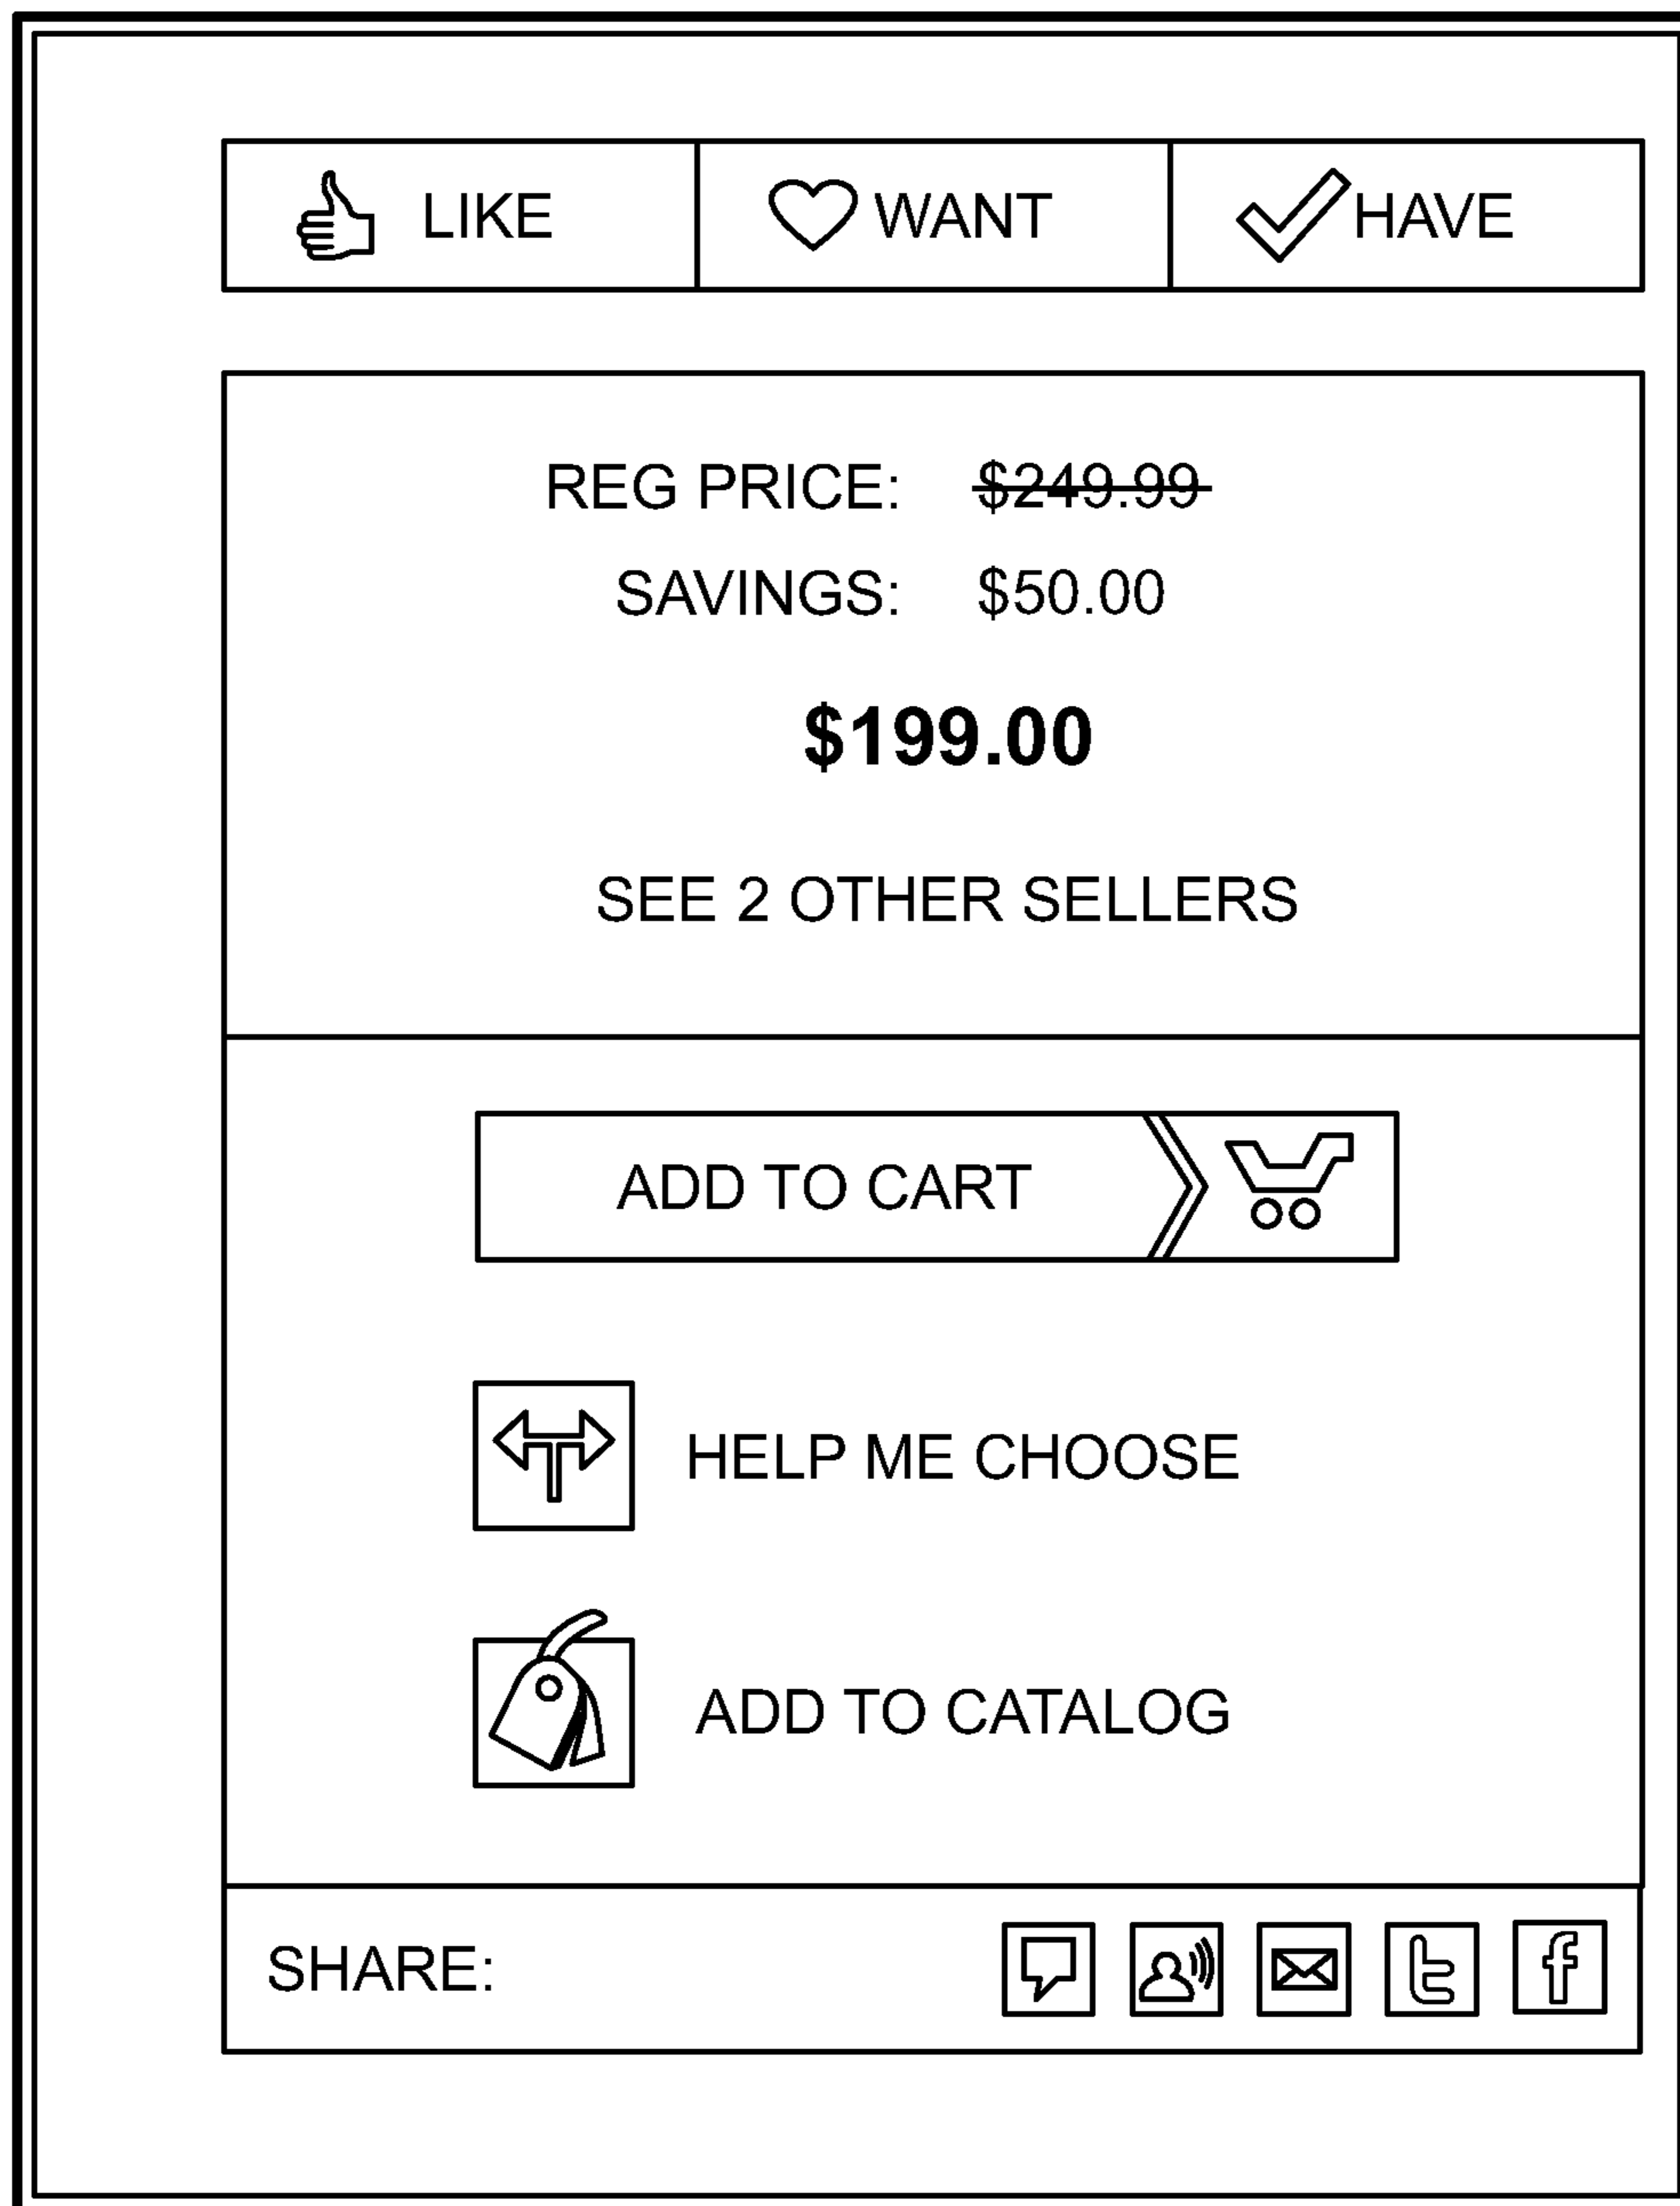 LIKE WANT HAVE
REG PRICE: $249.99
SAVINGS: $50.00
$199.00
SEE 2 OTHER SELLERS
ADD TO CART
HELP ME CHOOSE
ADD TO CATALOG
SHARE: t f